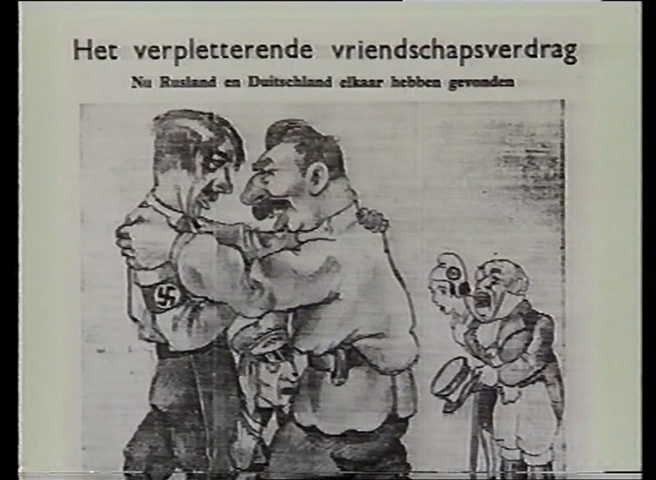 Het verpletterende vriendschapsverdrag
Nu Rusland en Duitschland elkaar hebben gevonden